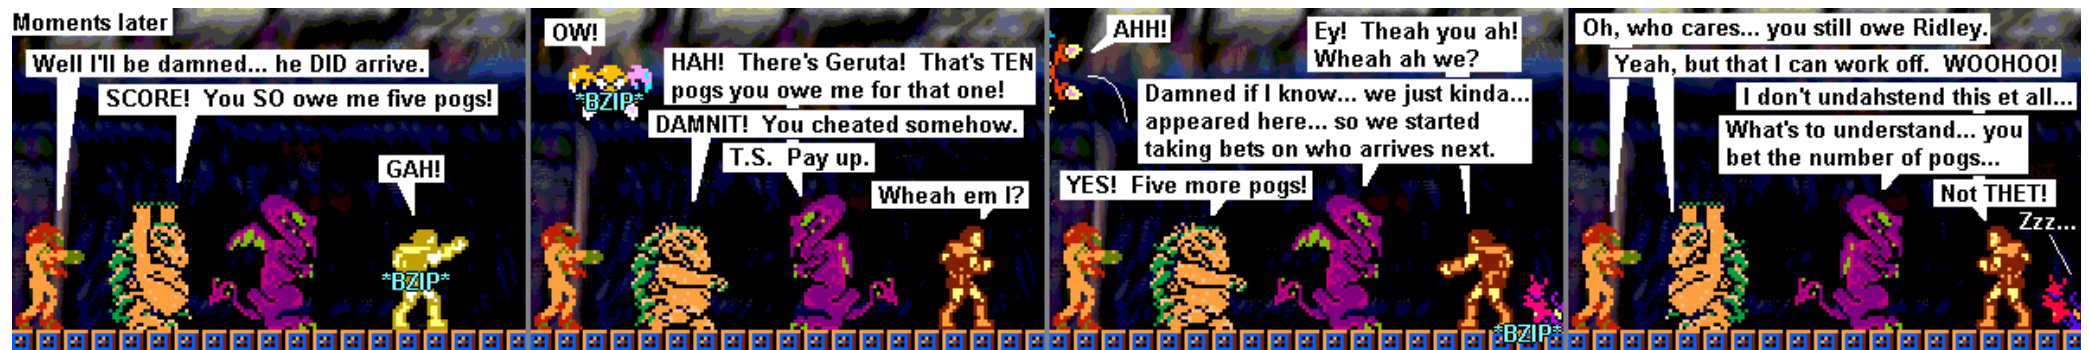 Moments later
Well I'll be damned... he DID arrive.
SCORE!  You SO owe me five pogs!
GAH!
*BZIP*
OW!
*BZIP*
HAH!  There's Geruta!  That's TEN
pogs you owe me for that one!
DAMNIT!  You cheated somehow.
T.S.  Pay up.
Wheah em I?
AHH!
Ey!  Theah you ah!
Wheah ah we?
Damned if I know... we just kinda...
appeared here... so we started
taking bets on who arrives next.
YES!  Five more pogs!
*BZIP*
Oh, who cares... you still owe Ridley.
Yeah, but that I can work off.  WOOHOO!
I don't undahstend this et all...
What's to understand... you
bet the number of pogs...
Not THET!
Zzz...